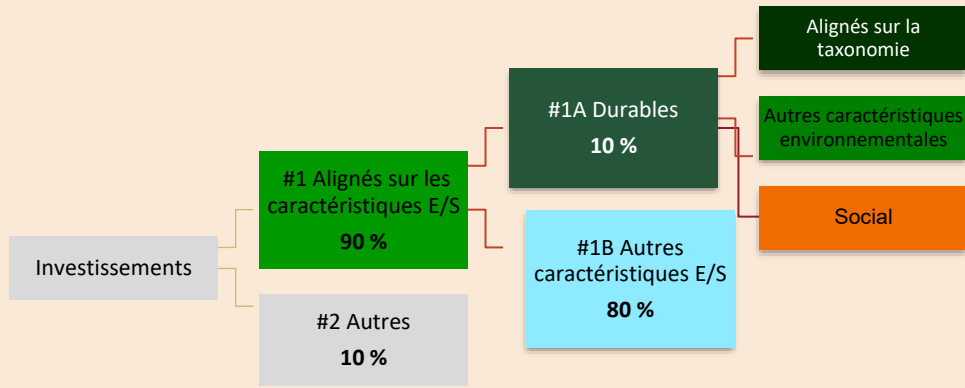 Investissements
#1 Alignés sur les
caractéristiques E/S
90 %
#2 Autres
10 %
#1A Durables
10 %
#1B Autres
caractéristiques E/S
80 %
Alignés sur la
taxonomie
Autres caractéristiques
environnementales
Social